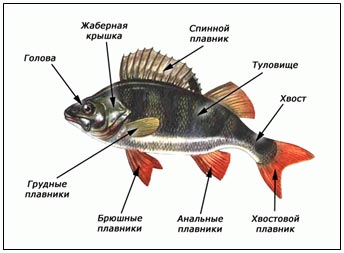 Жаберная
крышка
Спинной
плавник
Голова
Туловище
Хвост
Грудные
плавники
Брюшные
плавники
Анальные
плавники
Хвостовой
плавник